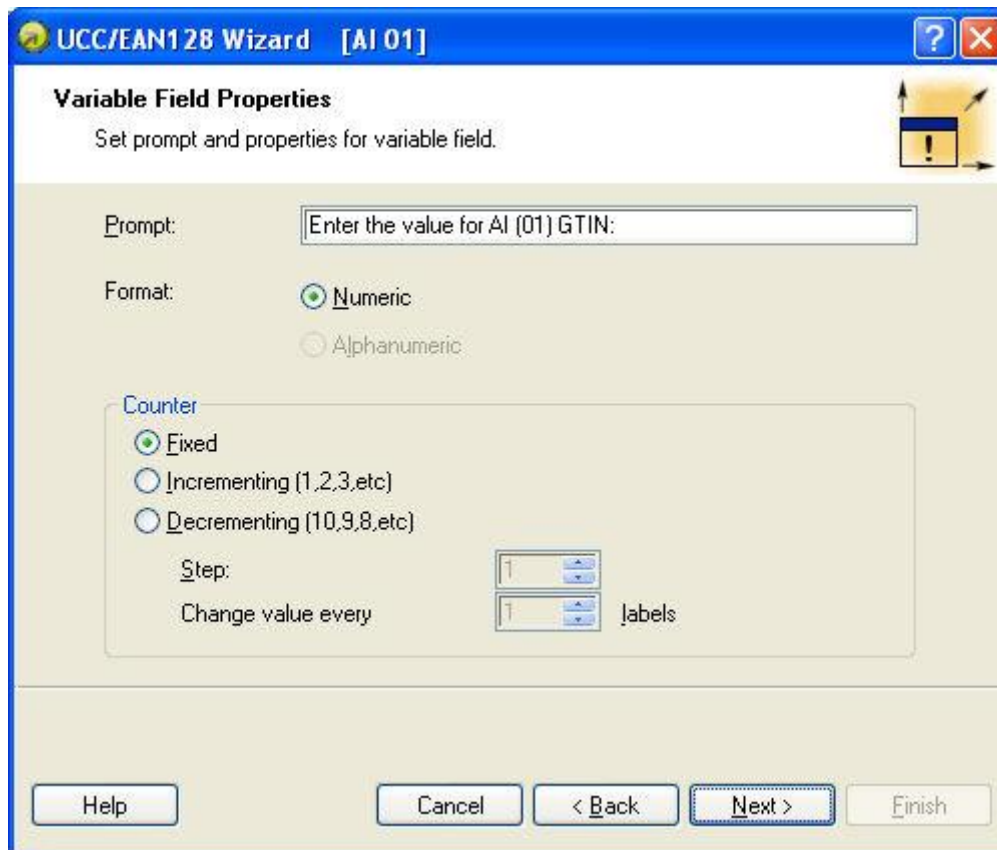 UCC/EAN128 Wizard [AI 01]
Variable Field Properties
Set prompt and properties for variable field.
Prompt: Enter the value for AI (01) GTIN:
Format: Numeric
Alphanumeric
Counter
Fixed
Incrementing (1,2,3,etc)
Decrementing (10,9,8,etc)
Step: 1
Change value every 1 labels
Help Cancel < Back Next > Finish